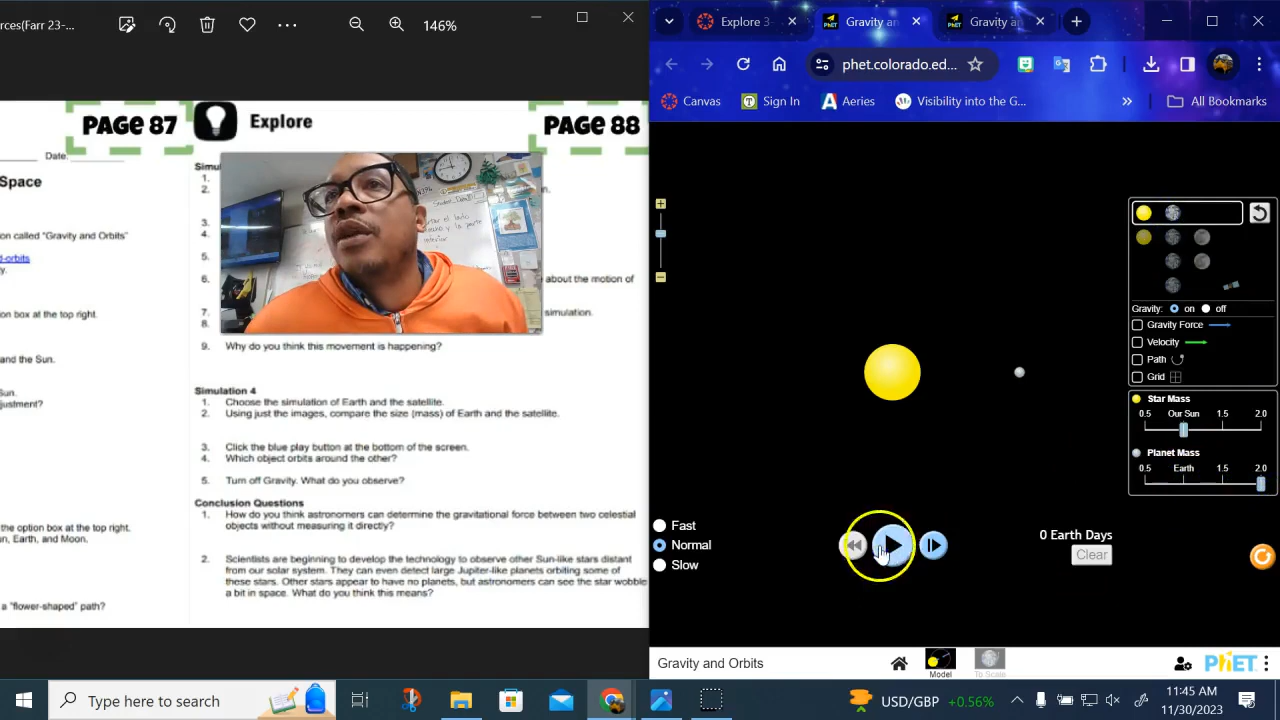 rces(Farr 23-...
146%
PAGE 87
Explore
PAGE 88
Date:
Space
Simul
1.
2.
on called "Gravity and Orbits"
3.
4.
d-orbits
y.
5.
6. about the motion of
on box at the top right.
7. simulation.
8.
9. Why do you think this movement is happening?
and the Sun.
Sun.
justment?
Simulation 4
1. Choose the simulation of Earth and the satellite.
2. Using just the images, compare the size (mass) of Earth and the satellite.
3. Click the blue play button at the bottom of the screen.
4. Which object orbits around the other?
5. Turn off Gravity. What do you observe?
Conclusion Questions
1. How do you think astronomers can determine the gravitational force between two celestial
objects without measuring it directly?
the option box at the top right.
n, Earth, and Moon.
2. Scientists are beginning to develop the technology to observe other Sun-like stars distant
from our solar system. They can even detect large Jupiter-like planets orbiting some of
these stars. Other stars appear to have no planets, but astronomers can see the star wobble
a bit in space. What do you think this means?
a "flower-shaped" path?
Explore 3-
Gravity an
Gravity a
phet.colorado.ed...
Canvas
Sign In
Aeries
Visibility into the G...
All Bookmarks
Gravity: on off
Gravity Force
Velocity
Path
Grid
Star Mass
0.5 Our Sun 1.5 2.0
Planet Mass
0.5 Earth 1.5 2.0
Fast
Normal
Slow
0 Earth Days
Clear
Gravity and Orbits
Model
To Scale
PhET
Type here to search
USD/GBP +0.56%
11:45 AM
11/30/2023